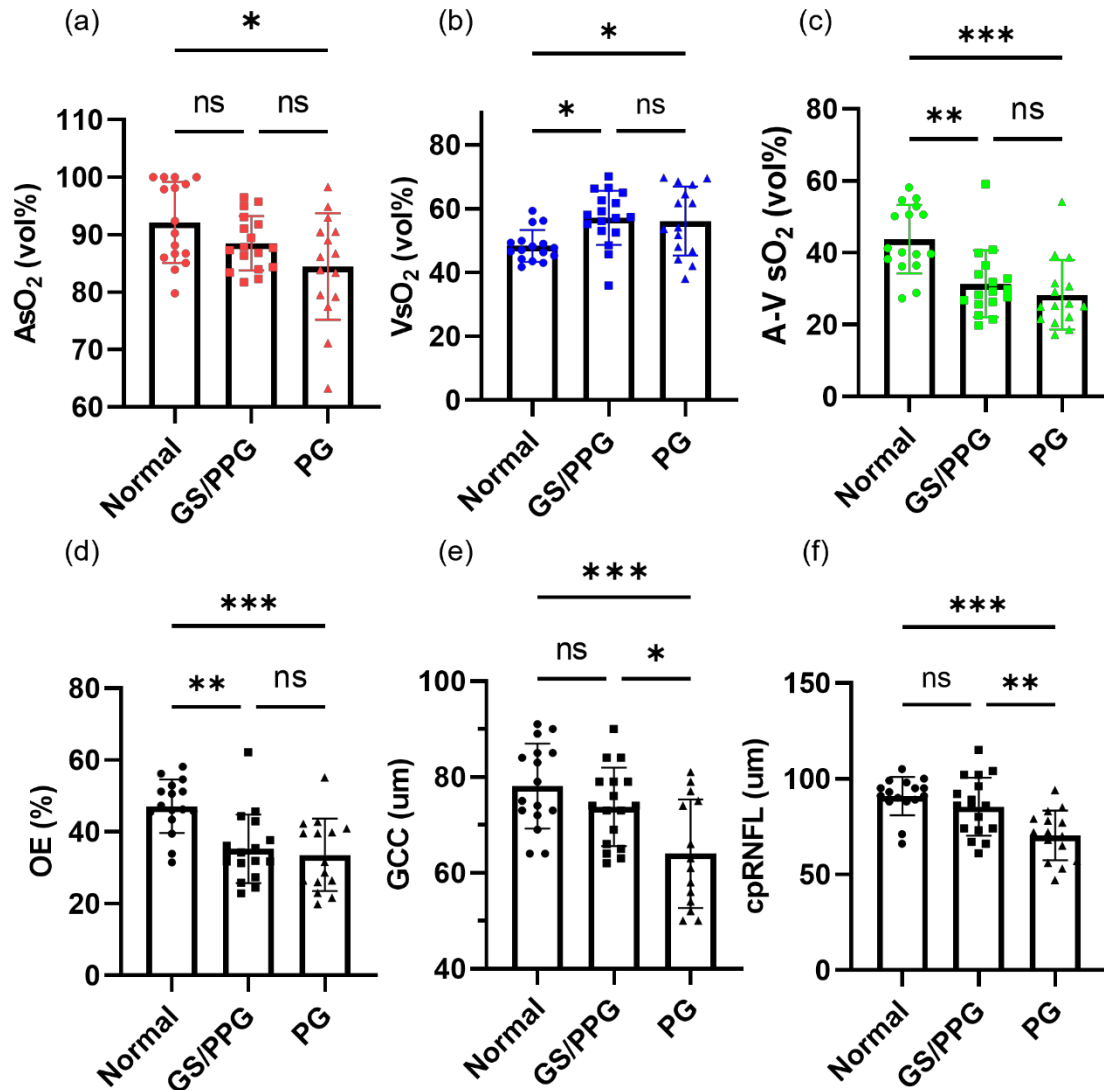 (a)
*
ns
ns
AsO₂ (vol%)
110
100
90
80
70
60
Normal
GS/PPG
PG
(b)
*
*
ns
VsO₂ (vol%)
80
60
40
20
0
Normal
GS/PPG
PG
(c)
***
**
ns
A-V sO₂ (vol%)
80
60
40
20
0
Normal
GS/PPG
PG
(d)
***
**
ns
OE (%)
80
60
40
20
0
Normal
GS/PPG
PG
(e)
***
ns
*
GCC (um)
100
80
60
40
Normal
GS/PPG
PG
(f)
***
ns
**
cpRNFL (um)
150
100
50
0
Normal
GS/PPG
PG